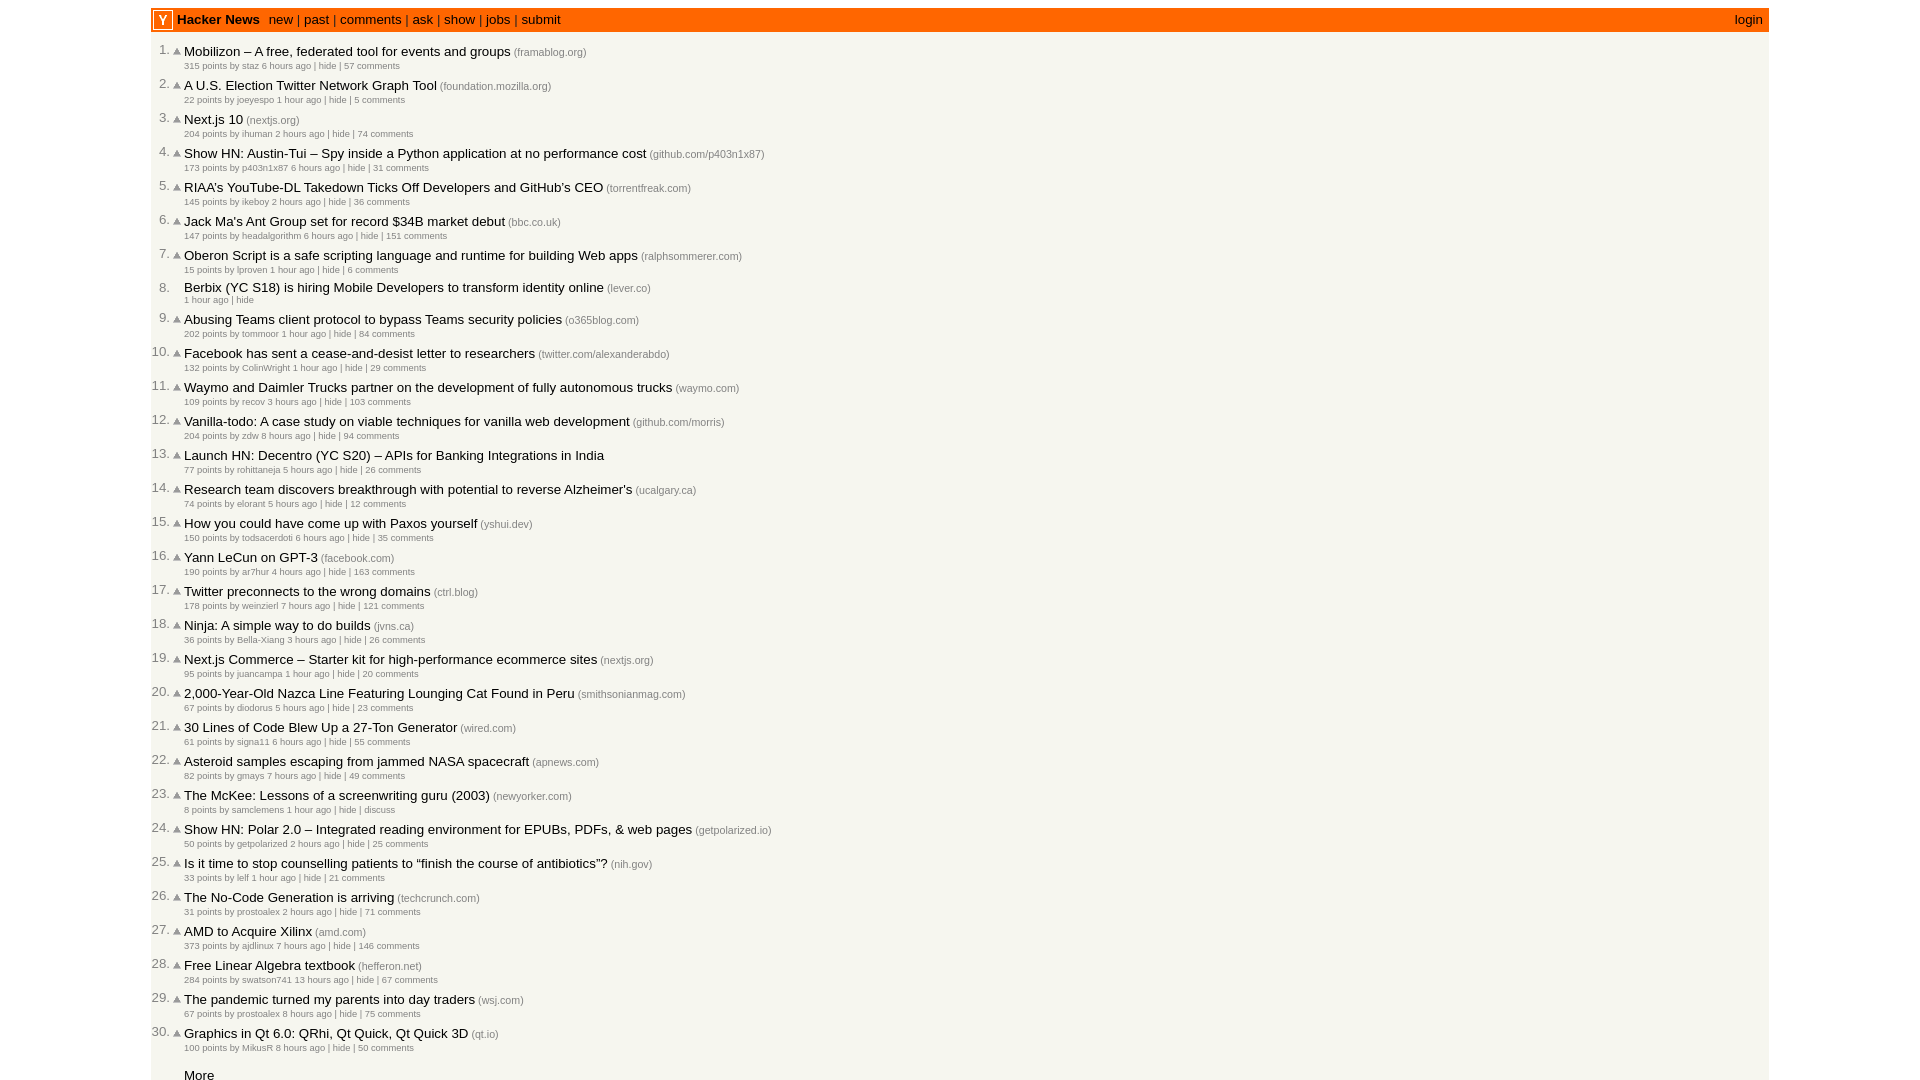 Y Hacker News new | past | comments | ask | show | jobs | submit login
1. Mobilizon – A free, federated tool for events and groups (framablog.org)
315 points by staz 6 hours ago | hide | 57 comments
2. A U.S. Election Twitter Network Graph Tool (foundation.mozilla.org)
22 points by joeyespo 1 hour ago | hide | 5 comments
3. Next.js 10 (nextjs.org)
204 points by ihuman 2 hours ago | hide | 74 comments
4. Show HN: Austin-Tui – Spy inside a Python application at no performance cost (github.com/p403n1x87)
173 points by p403n1x87 6 hours ago | hide | 31 comments
5. RIAA’s YouTube-DL Takedown Ticks Off Developers and GitHub’s CEO (torrentfreak.com)
145 points by ikeboy 2 hours ago | hide | 36 comments
6. Jack Ma's Ant Group set for record $34B market debut (bbc.co.uk)
147 points by headalgorithm 6 hours ago | hide | 151 comments
7. Oberon Script is a safe scripting language and runtime for building Web apps (ralphsommerer.com)
15 points by lproven 1 hour ago | hide | 6 comments
8. Berbix (YC S18) is hiring Mobile Developers to transform identity online (lever.co)
1 hour ago | hide
9. Abusing Teams client protocol to bypass Teams security policies (o365blog.com)
202 points by tommoor 1 hour ago | hide | 84 comments
10. Facebook has sent a cease-and-desist letter to researchers (twitter.com/alexanderabdo)
132 points by ColinWright 1 hour ago | hide | 29 comments
11. Waymo and Daimler Trucks partner on the development of fully autonomous trucks (waymo.com)
109 points by recov 3 hours ago | hide | 103 comments
12. Vanilla-todo: A case study on viable techniques for vanilla web development (github.com/morris)
204 points by zdw 8 hours ago | hide | 94 comments
13. Launch HN: Decentro (YC S20) – APIs for Banking Integrations in India
77 points by rohittaneja 5 hours ago | hide | 26 comments
14. Research team discovers breakthrough with potential to reverse Alzheimer's (ucalgary.ca)
74 points by elorant 5 hours ago | hide | 12 comments
15. How you could have come up with Paxos yourself (yshui.dev)
150 points by todsacerdoti 6 hours ago | hide | 35 comments
16. Yann LeCun on GPT-3 (facebook.com)
190 points by ar7hur 4 hours ago | hide | 163 comments
17. Twitter preconnects to the wrong domains (ctrl.blog)
178 points by weinzierl 7 hours ago | hide | 121 comments
18. Ninja: A simple way to do builds (jvns.ca)
36 points by Bella-Xiang 3 hours ago | hide | 26 comments
19. Next.js Commerce – Starter kit for high-performance ecommerce sites (nextjs.org)
95 points by juancampa 1 hour ago | hide | 20 comments
20. 2,000-Year-Old Nazca Line Featuring Lounging Cat Found in Peru (smithsonianmag.com)
67 points by diodorus 5 hours ago | hide | 23 comments
21. 30 Lines of Code Blew Up a 27-Ton Generator (wired.com)
61 points by signa11 6 hours ago | hide | 55 comments
22. Asteroid samples escaping from jammed NASA spacecraft (apnews.com)
82 points by gmays 7 hours ago | hide | 49 comments
23. The McKee: Lessons of a screenwriting guru (2003) (newyorker.com)
8 points by samclemens 1 hour ago | hide | discuss
24. Show HN: Polar 2.0 – Integrated reading environment for EPUBs, PDFs, & web pages (getpolarized.io)
50 points by getpolarized 2 hours ago | hide | 25 comments
25. Is it time to stop counselling patients to “finish the course of antibiotics”? (nih.gov)
33 points by lelf 1 hour ago | hide | 21 comments
26. The No-Code Generation is arriving (techcrunch.com)
31 points by prostoalex 2 hours ago | hide | 71 comments
27. AMD to Acquire Xilinx (amd.com)
373 points by ajdlinux 7 hours ago | hide | 146 comments
28. Free Linear Algebra textbook (hefferon.net)
284 points by swatson741 13 hours ago | hide | 67 comments
29. The pandemic turned my parents into day traders (wsj.com)
67 points by prostoalex 8 hours ago | hide | 75 comments
30. Graphics in Qt 6.0: QRhi, Qt Quick, Qt Quick 3D (qt.io)
100 points by MikusR 8 hours ago | hide | 50 comments
More